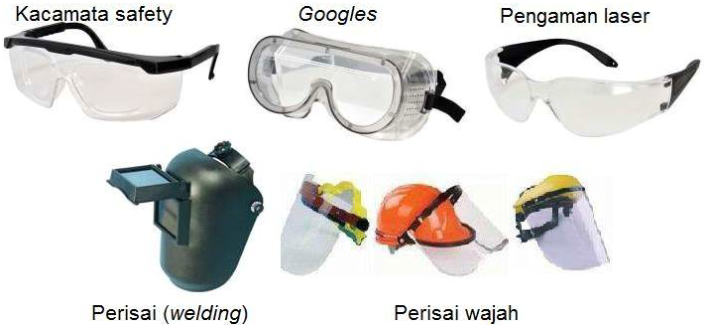 Kacamata safety
Googles
Pengaman laser
Perisai (welding)
Perisai wajah